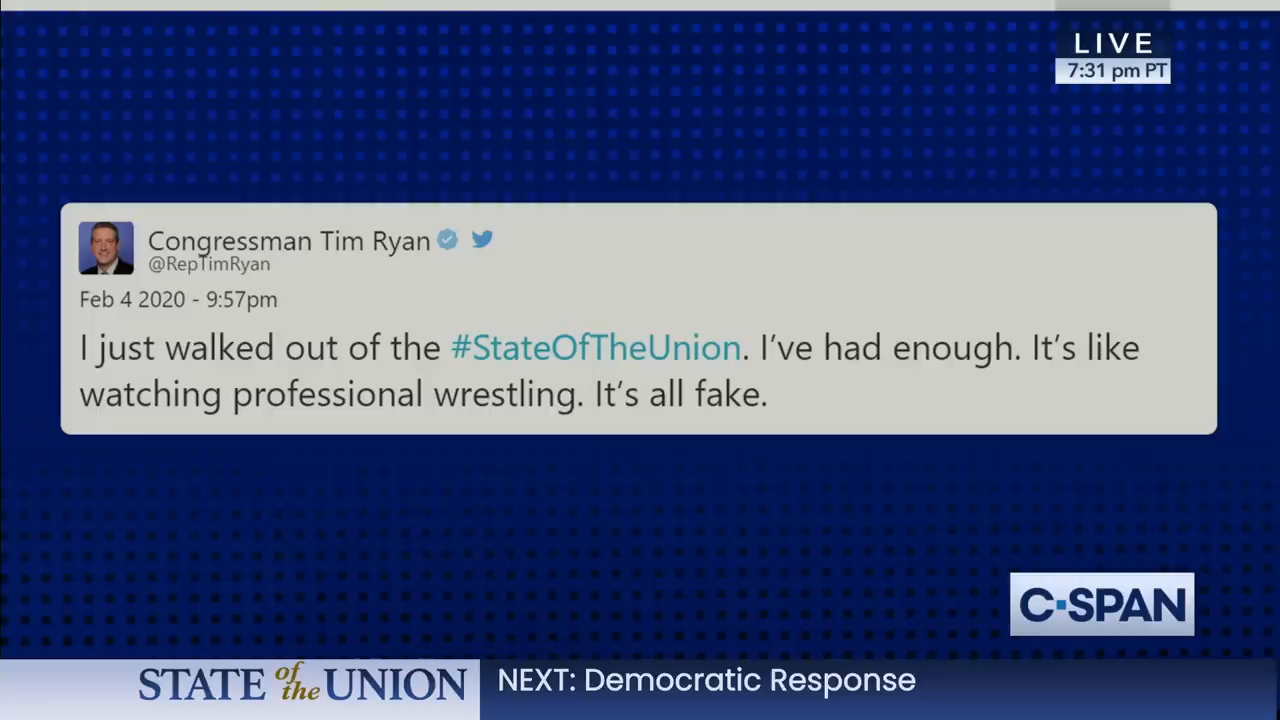 LIVE
7:31 pm PT
Congressman Tim Ryan
@RepTimRyan
Feb 4 2020 - 9:57pm
I just walked out of the #StateOfTheUnion. I’ve had enough. It’s like
watching professional wrestling. It’s all fake.
C-SPAN
STATE of the UNION
NEXT: Democratic Response